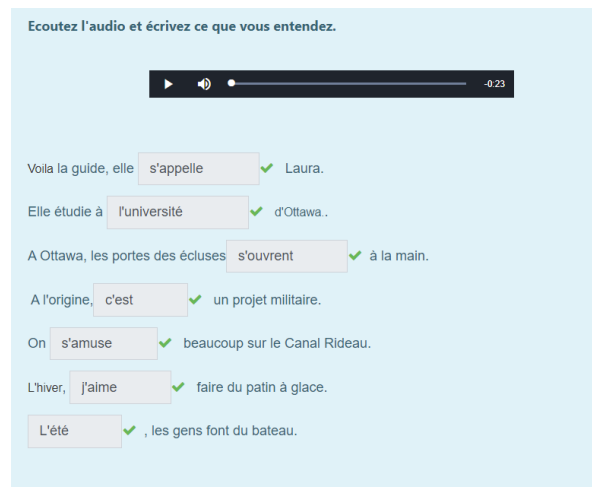 Ecoutez l'audio et écrivez ce que vous entendez.
-0:23
Voila la guide, elle s'appelle Laura.
Elle étudie à l'université d'Ottawa..
A Ottawa, les portes des écluses s'ouvrent à la main.
A l'origine, c'est un projet militaire.
On s'amuse beaucoup sur le Canal Rideau.
L'hiver, j'aime faire du patin à glace.
L'été , les gens font du bateau.